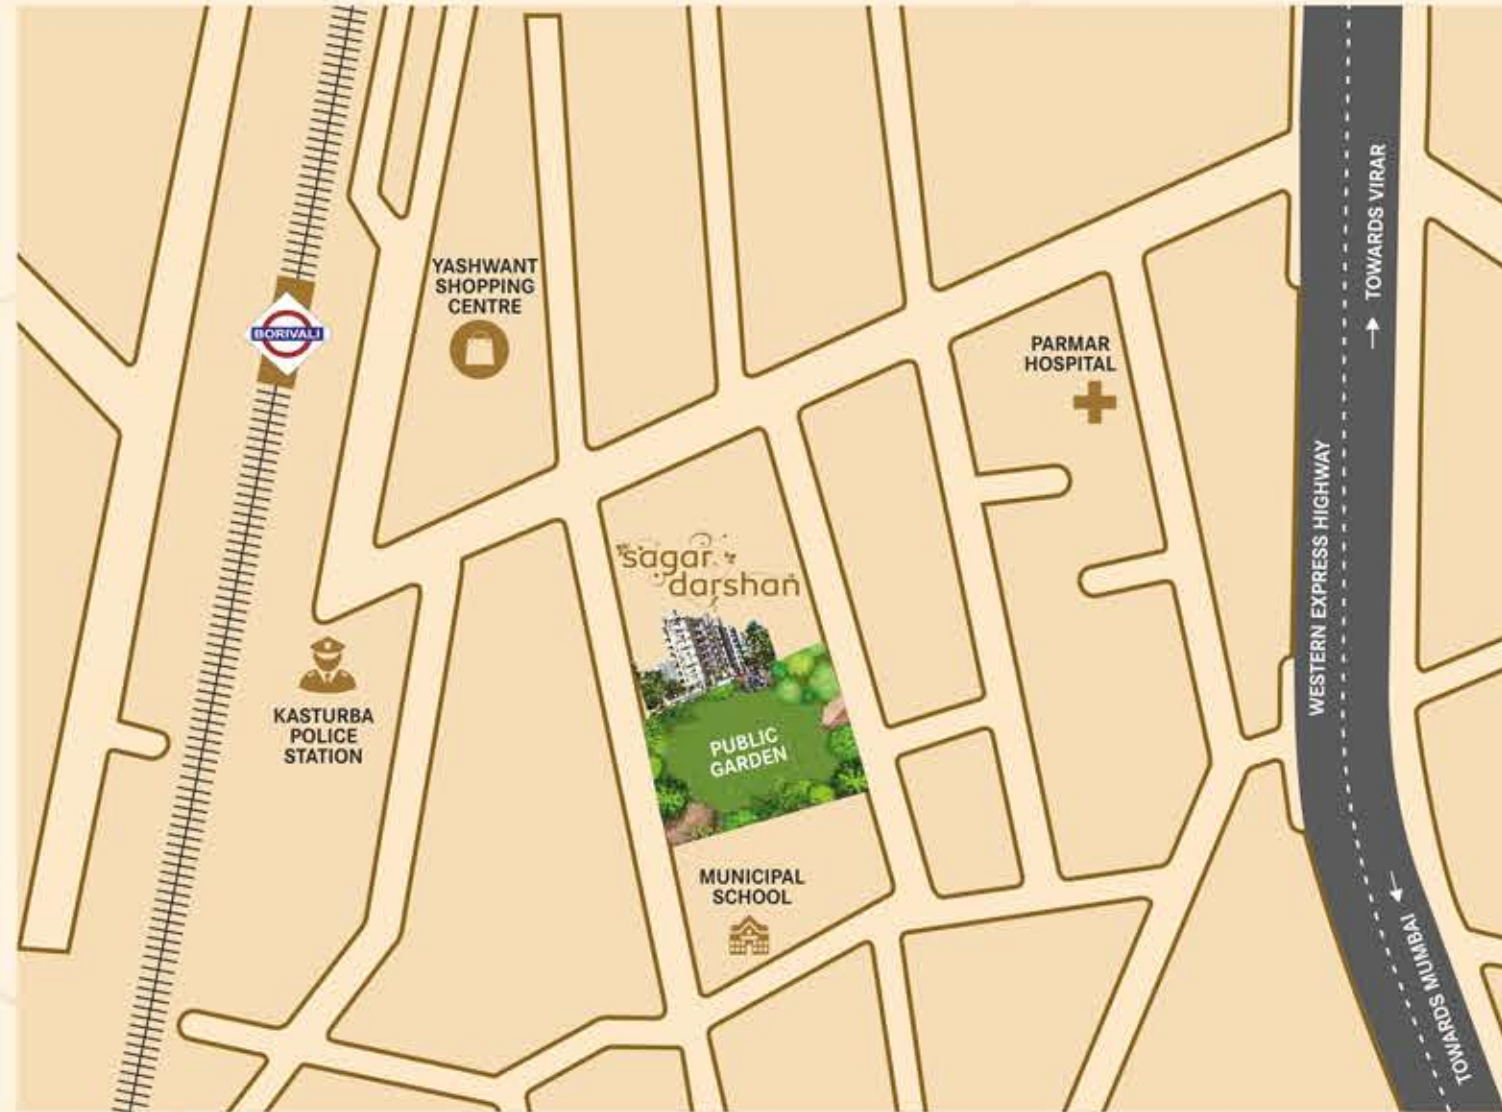 TOWARDS VIRAR
YASHWANT
SHOPPING
CENTRE
BORIVALI
PARMAR
HOSPITAL
WESTERN EXPRESS HIGHWAY
sagar
darshan
KASTURBA
POLICE
STATION
PUBLIC
GARDEN
MUNICIPAL
SCHOOL
TOWARDS MUMBAI